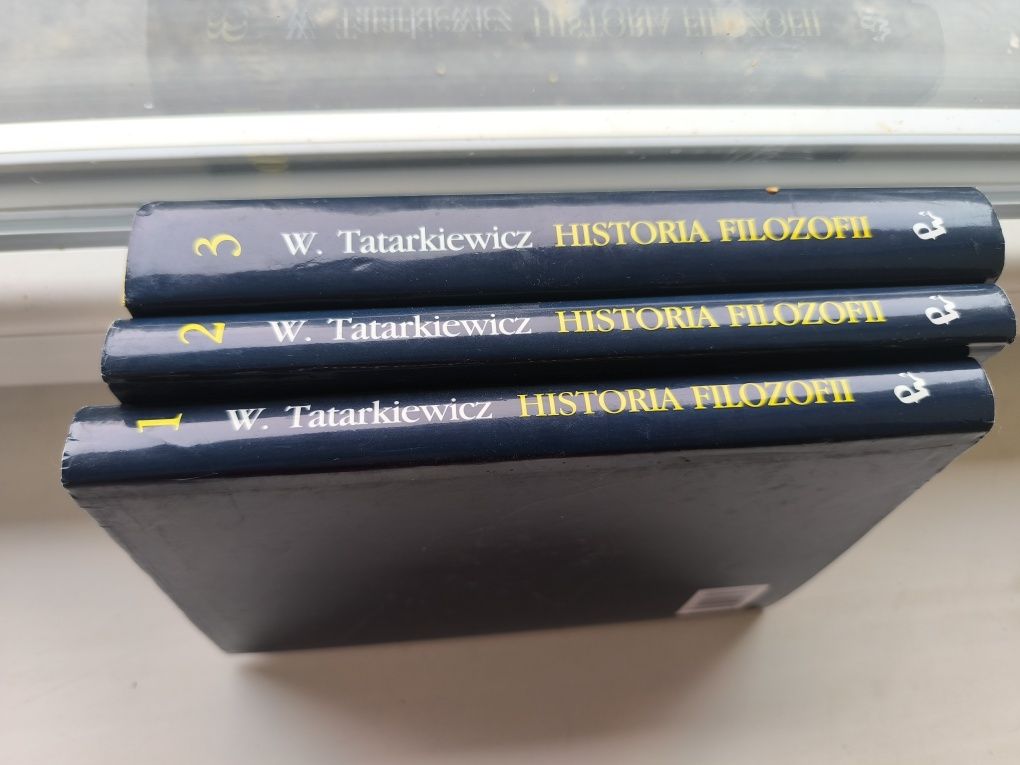 3 W. Tatarkiewicz HISTORIA FILOZOFII
2 W. Tatarkiewicz HISTORIA FILOZOFII
1 W. Tatarkiewicz HISTORIA FILOZOFII